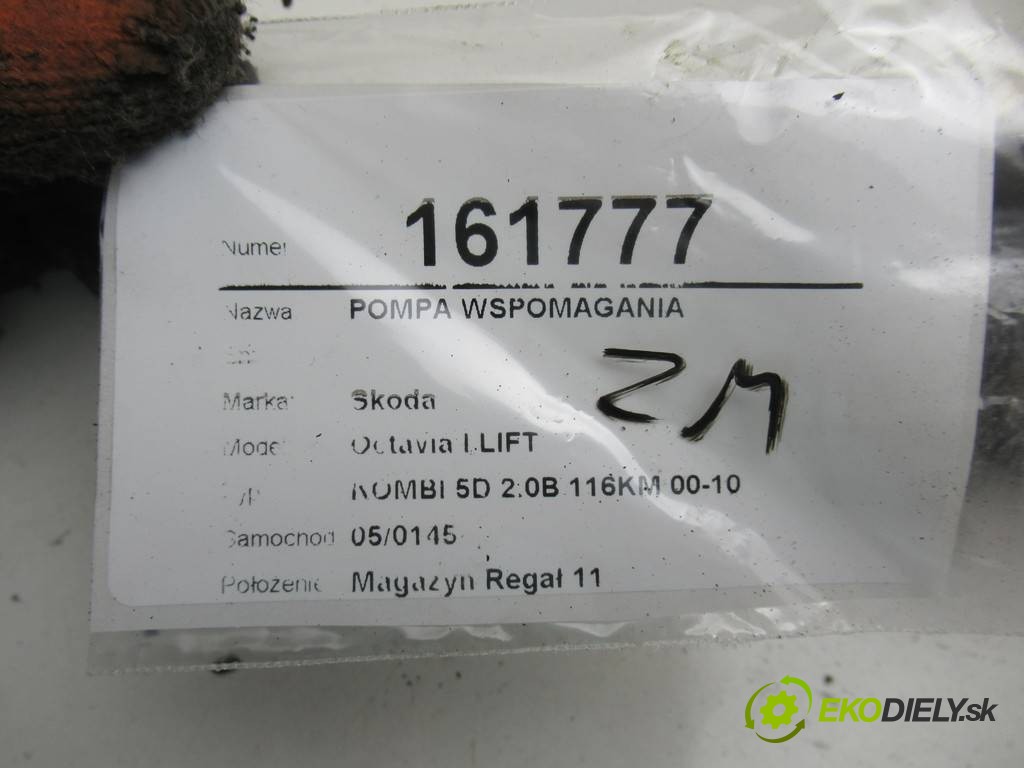 Numer 161777
Nazwa POMPA WSPOMAGANIA
Marka: Skoda
Model Octavia I LIFT
KOMBI 5D 2.0B 116KM 00-10
Samochod 05/0145
Położenie Magazyn Regał 11
ZM
EKODIELY.sk